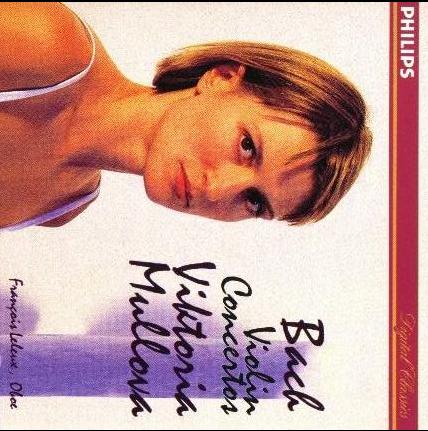 PHILIPS
Digital Classics
Bach
Violin
Concertos
Viktoria
Mullova
François Leleux, Oboe